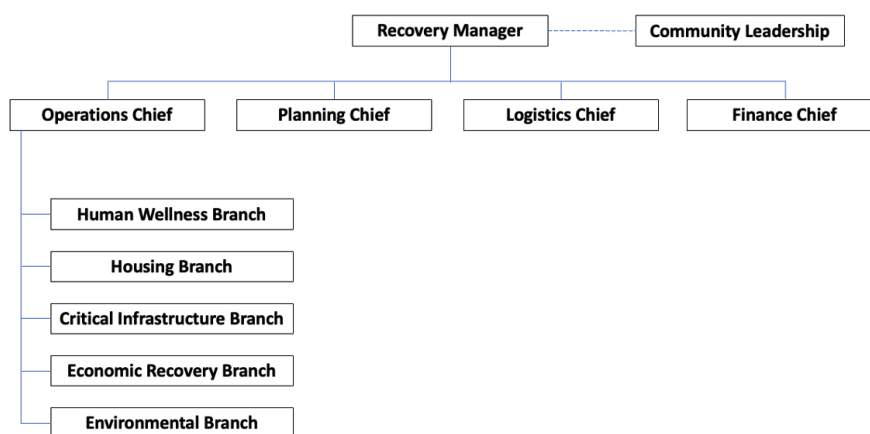 Recovery Manager
Community Leadership
Operations Chief
Planning Chief
Logistics Chief
Finance Chief
Human Wellness Branch
Housing Branch
Critical Infrastructure Branch
Economic Recovery Branch
Environmental Branch